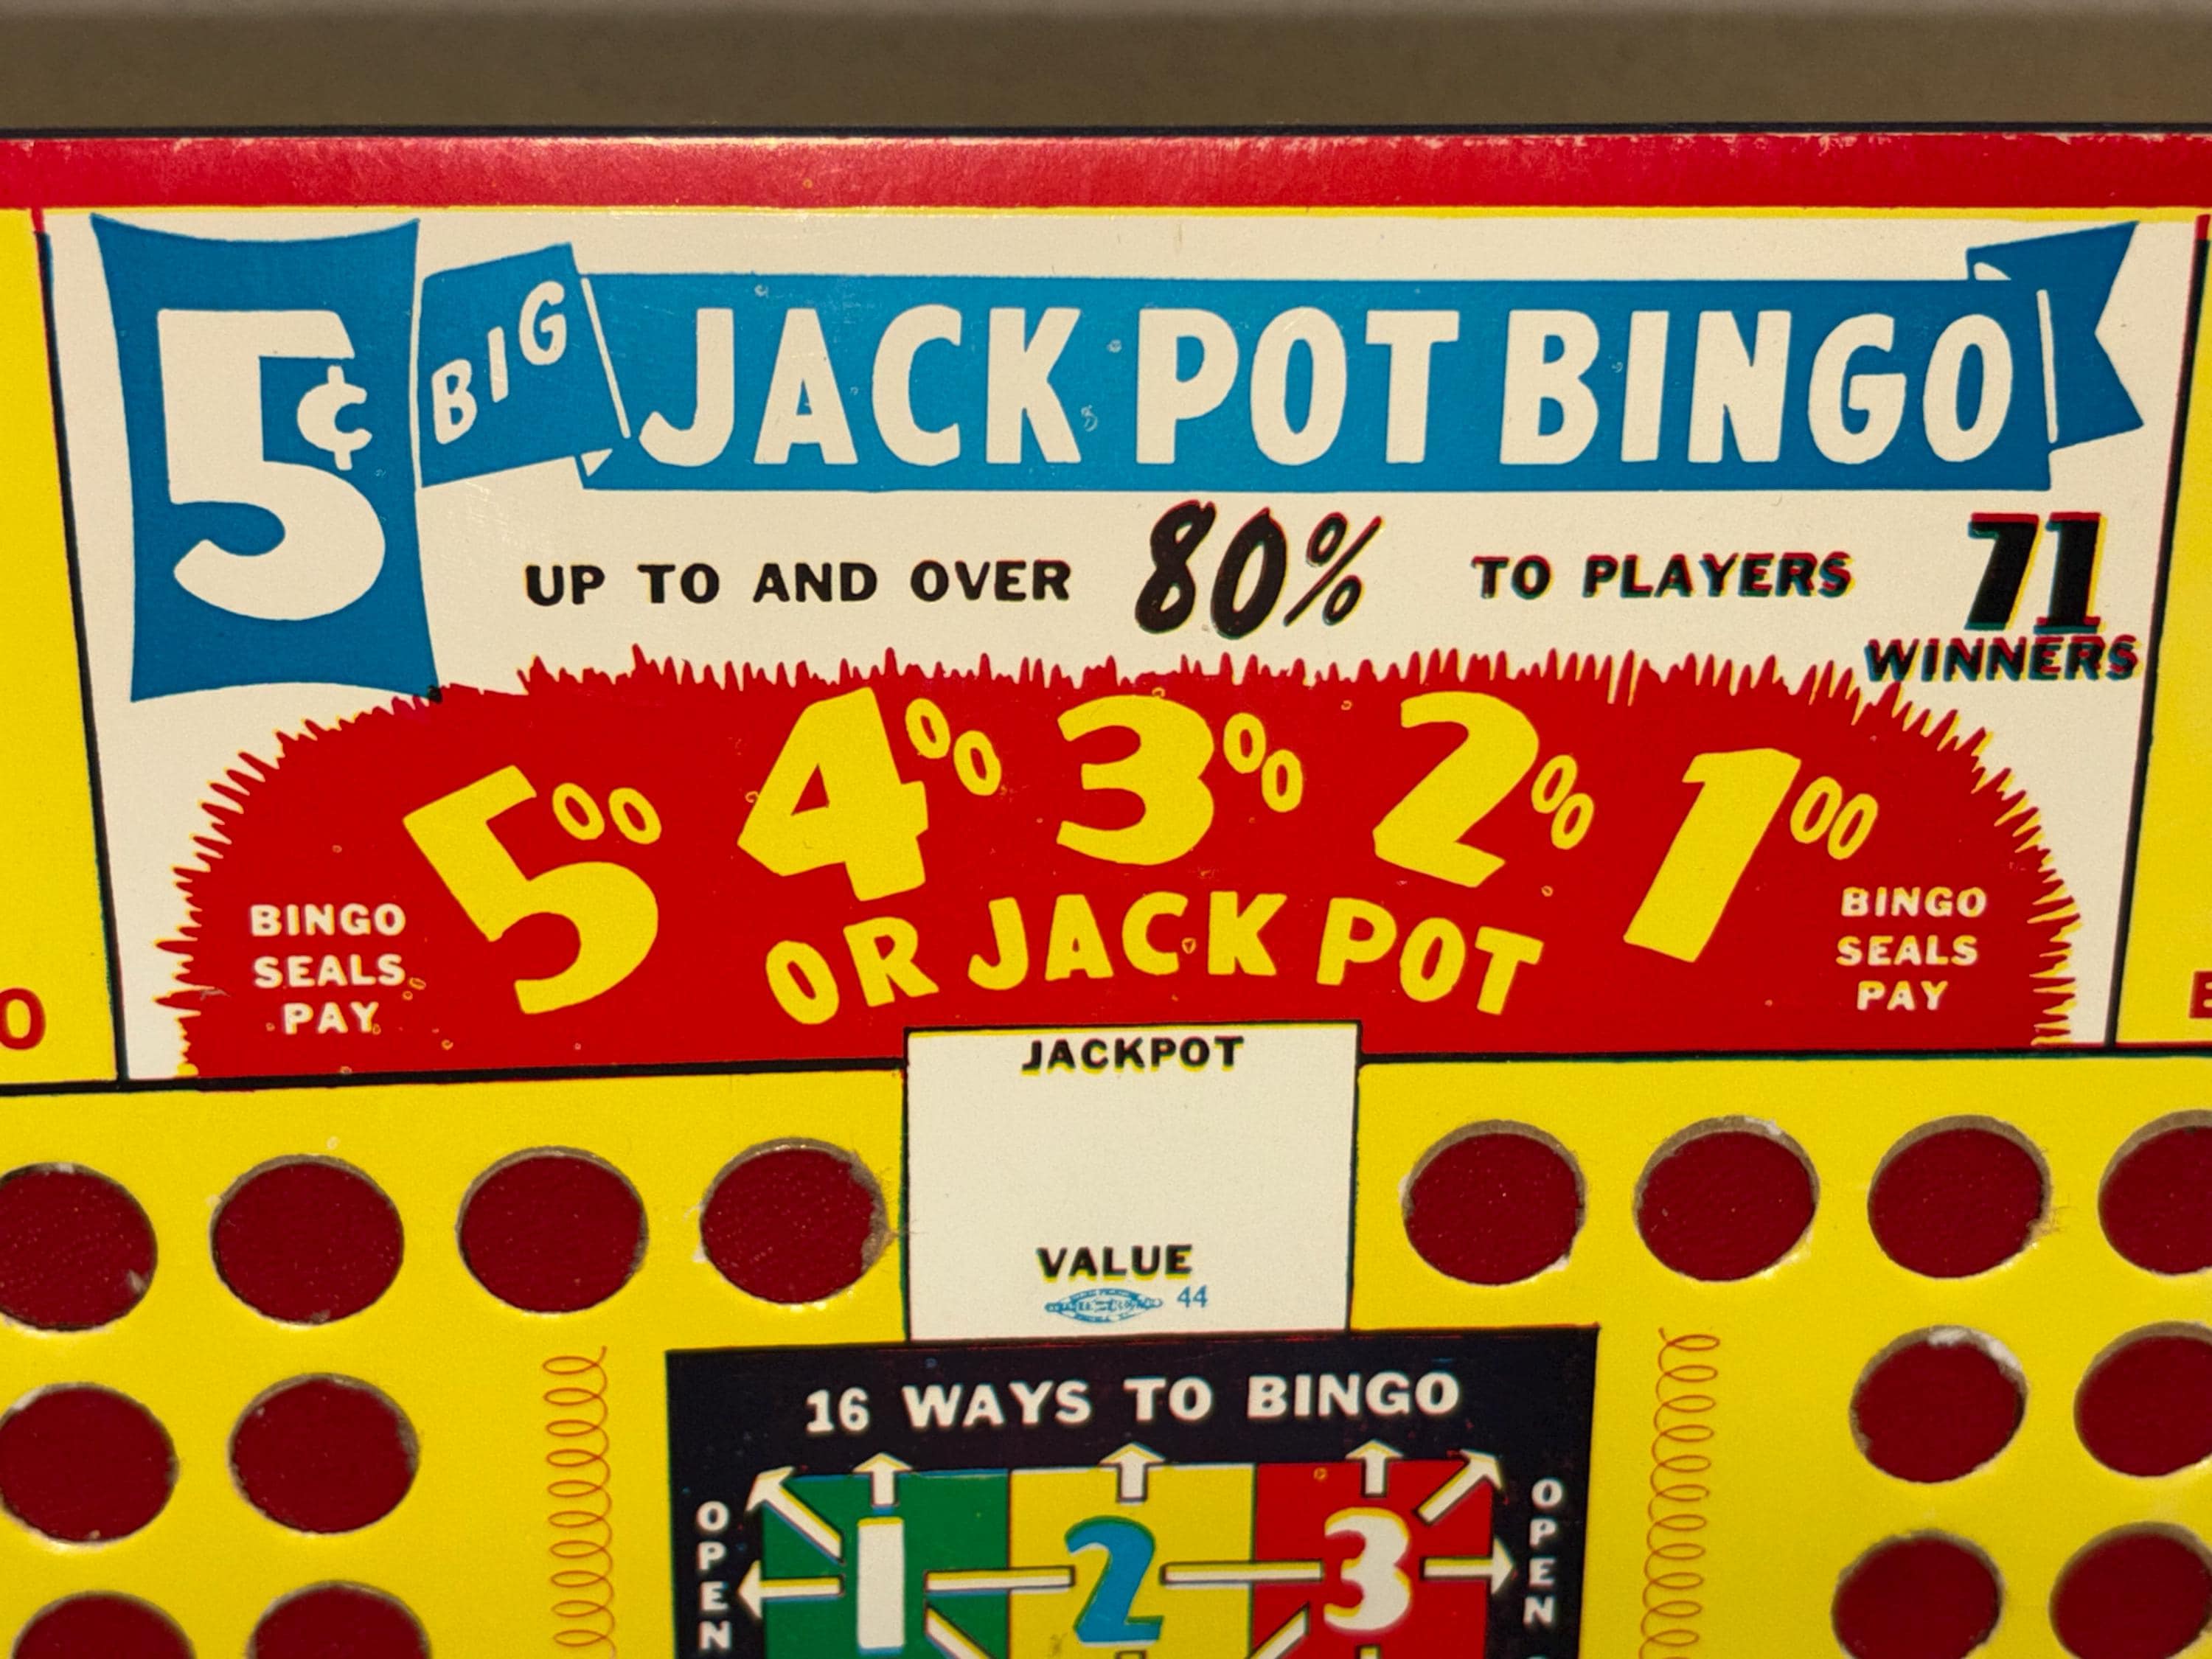 5¢ BIG JACK POT BINGO
UP TO AND OVER 80% TO PLAYERS 71
WINNERS
5⁰⁰ 4⁰⁰ 3⁰⁰ 2⁰⁰ 1⁰⁰
OR JACK POT
BINGO
SEALS
PAY
BINGO
SEALS
PAY
JACKPOT
VALUE
44
16 WAYS TO BINGO
OPEN
1 2 3
OPEN